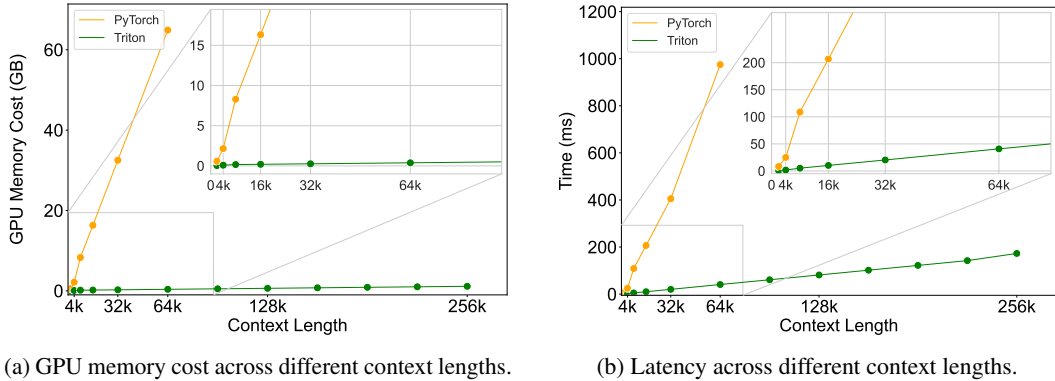 PyTorch
Triton
GPU Memory Cost (GB)
60
40
20
0
15
10
5
0
0 4k 16k 32k 64k
4k 32k 64k 128k 256k
Context Length
(a) GPU memory cost across different context lengths.
PyTorch
Triton
Time (ms)
1200
1000
800
600
400
200
0
200
150
100
50
0
0 4k 16k 32k 64k
4k 32k 64k 128k 256k
Context Length
(b) Latency across different context lengths.